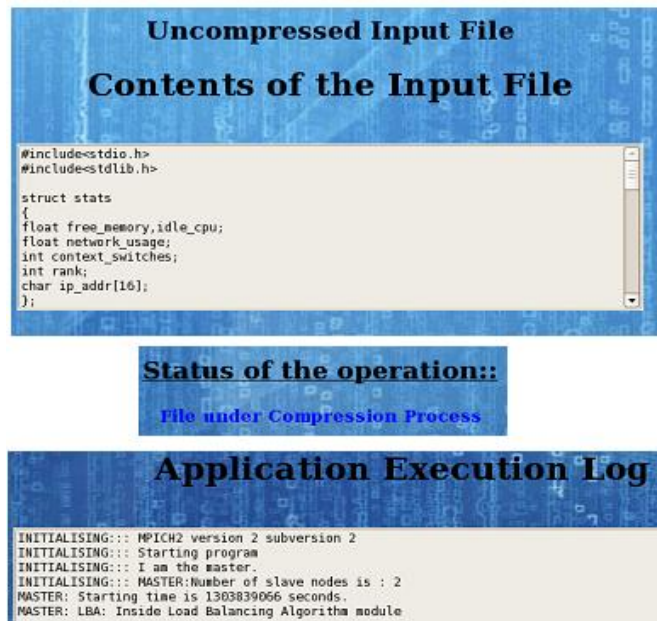 Uncompressed Input File
Contents of the Input File
#include<stdio.h>
#include<stdlib.h>
struct stats
{
float free_memory,idle_cpu;
float network_usage;
int context_switches;
int rank;
char ip_addr[16];
};
Status of the operation::
File under Compression Process
Application Execution Log
INITIALISING::: MPICH2 version 2 subversion 2
INITIALISING::: Starting program
INITIALISING::: I am the master.
INITIALISING::: MASTER:Number of slave nodes is : 2
MASTER: Starting time is 1303839066 seconds.
MASTER: LBA: Inside Load Balancing Algorithm module